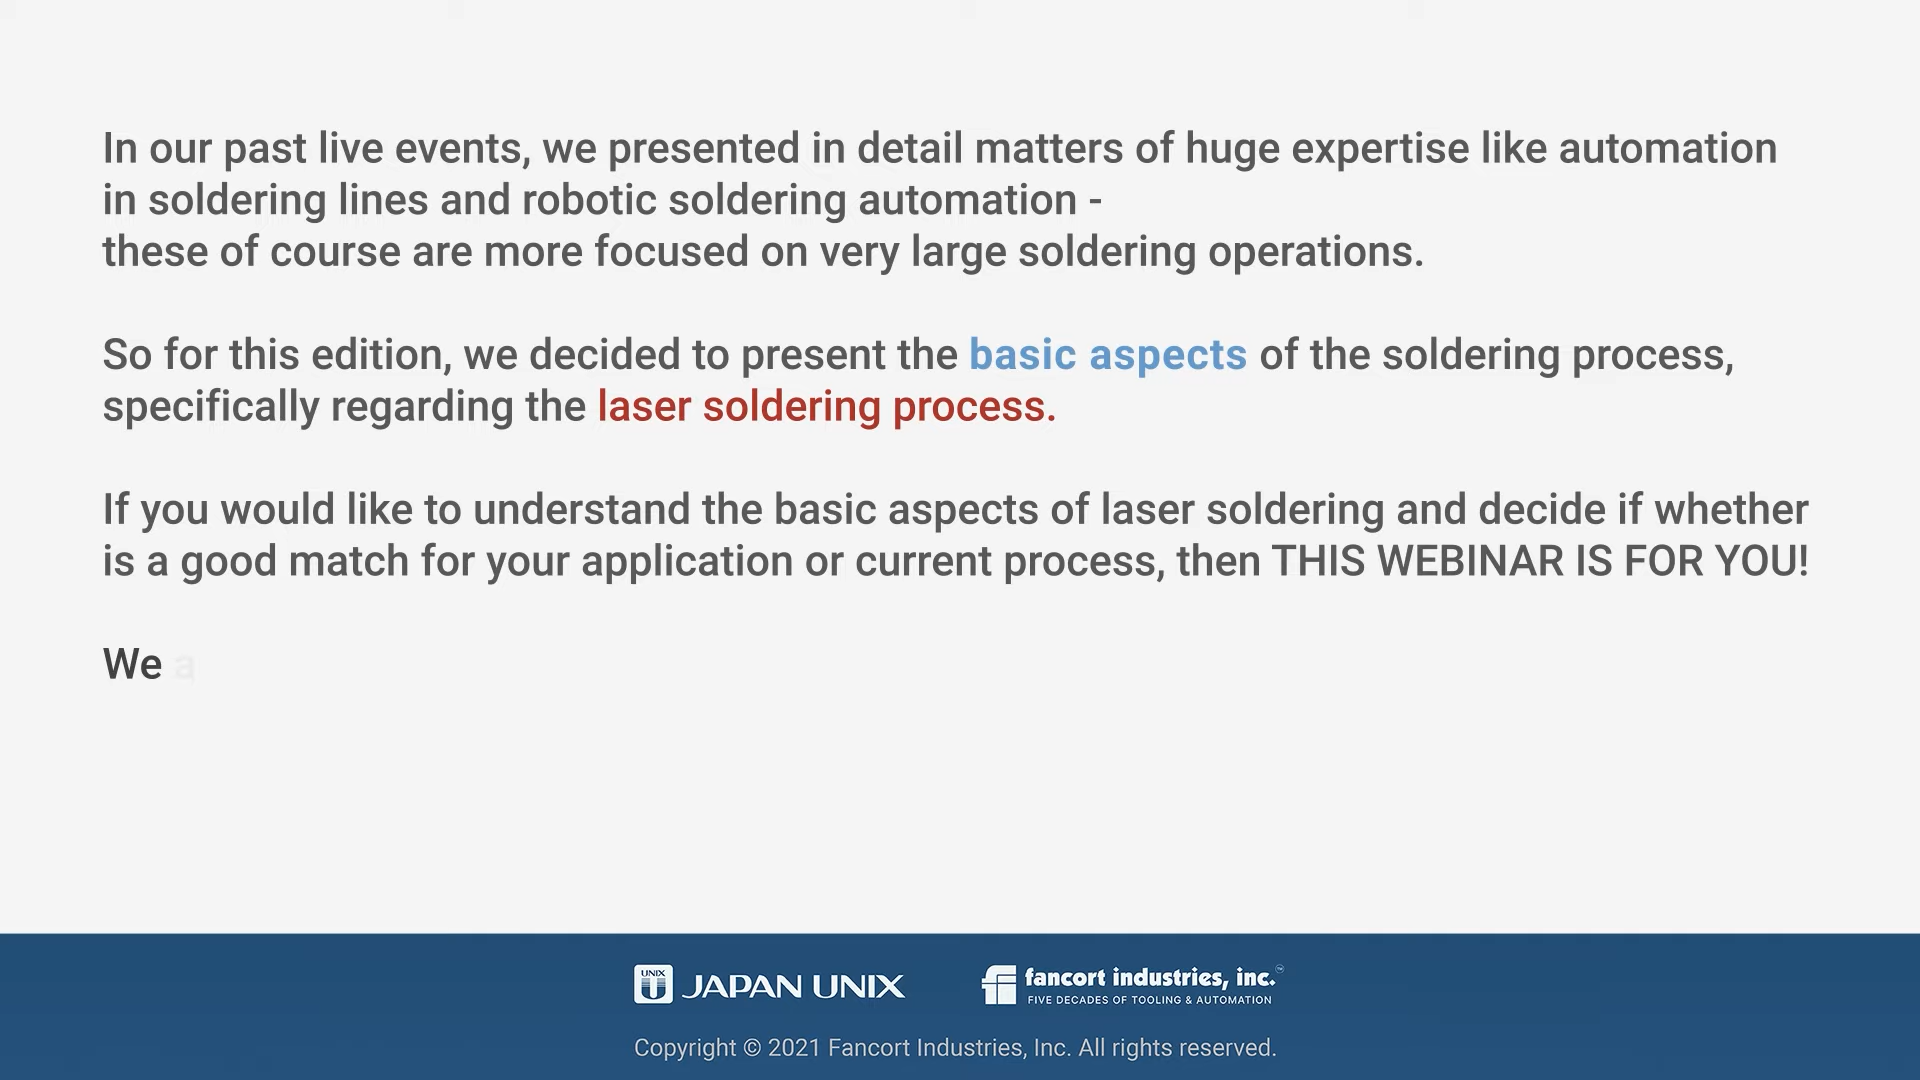 In our past live events, we presented in detail matters of huge expertise like automation
in soldering lines and robotic soldering automation -
these of course are more focused on very large soldering operations.
So for this edition, we decided to present the basic aspects of the soldering process,
specifically regarding the laser soldering process.
If you would like to understand the basic aspects of laser soldering and decide if whether
is a good match for your application or current process, then THIS WEBINAR IS FOR YOU!
We a
UNIX JAPAN UNIX
fancort industries, inc.™
FIVE DECADES OF TOOLING & AUTOMATION
Copyright © 2021 Fancort Industries, Inc. All rights reserved.